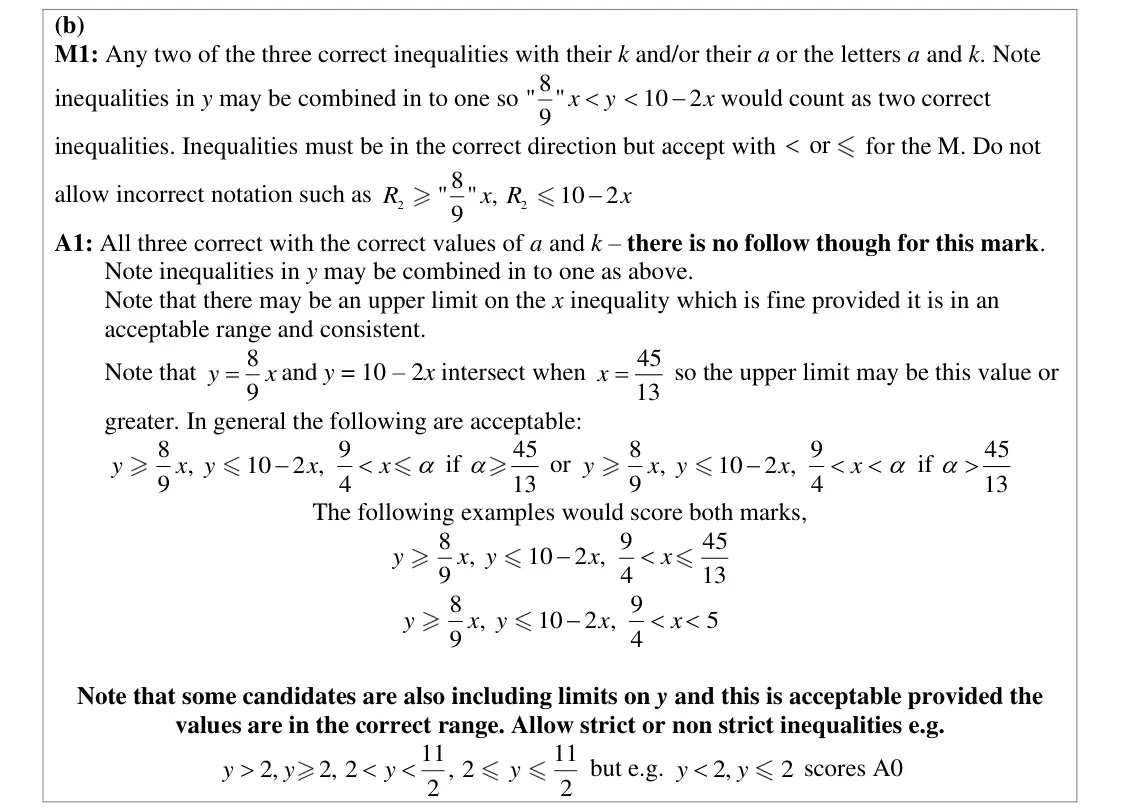 (b)
M1: Any two of the three correct inequalities with their k and/or their a or the letters a and k. Note
inequalities in y may be combined in to one so "8/9"x < y < 10 – 2x would count as two correct
inequalities. Inequalities must be in the correct direction but accept with < or ⩽ for the M. Do not
allow incorrect notation such as R₂ ⩾ "8/9"x, R₂ ⩽ 10 – 2x
A1: All three correct with the correct values of a and k – there is no follow though for this mark.
Note inequalities in y may be combined in to one as above.
Note that there may be an upper limit on the x inequality which is fine provided it is in an
acceptable range and consistent.
Note that y = 8/9 x and y = 10 – 2x intersect when x = 45/13 so the upper limit may be this value or
greater. In general the following are acceptable:
y ⩾ 8/9 x, y ⩽ 10 – 2x, 9/4 < x ⩽ α if α ⩾ 45/13 or y ⩾ 8/9 x, y ⩽ 10 – 2x, 9/4 < x < α if α > 45/13
The following examples would score both marks,
y ⩾ 8/9 x, y ⩽ 10 – 2x, 9/4 < x ⩽ 45/13
y ⩾ 8/9 x, y ⩽ 10 – 2x, 9/4 < x < 5
Note that some candidates are also including limits on y and this is acceptable provided the
values are in the correct range. Allow strict or non strict inequalities e.g.
y > 2, y ⩾ 2, 2 < y < 11/2, 2 ⩽ y ⩽ 11/2 but e.g. y < 2, y ⩽ 2 scores A0